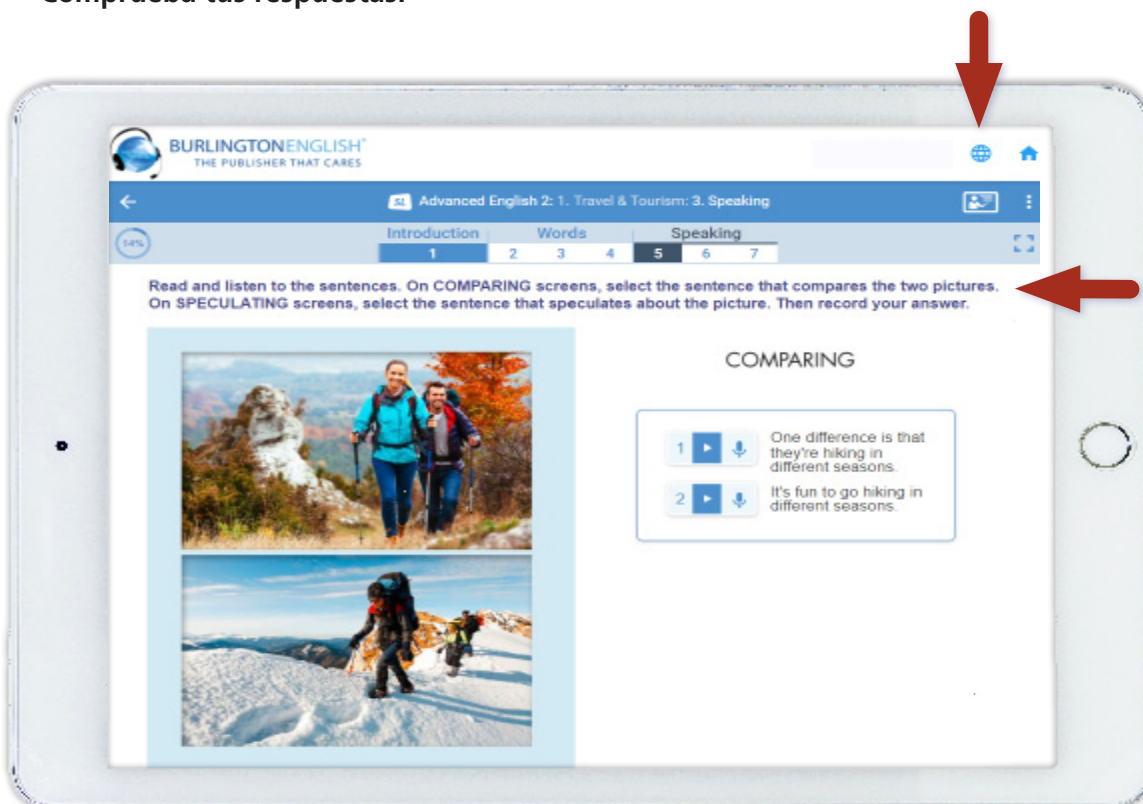 Comprueba tus respuestas.
BURLINGTONENGLISH®
THE PUBLISHER THAT CARES
SL Advanced English 2: 1. Travel & Tourism: 3. Speaking
14%
Introduction Words Speaking
1 2 3 4 5 6 7
Read and listen to the sentences. On COMPARING screens, select the sentence that compares the two pictures.
On SPECULATING screens, select the sentence that speculates about the picture. Then record your answer.
COMPARING
1 One difference is that
they're hiking in
different seasons.
2 It's fun to go hiking in
different seasons.